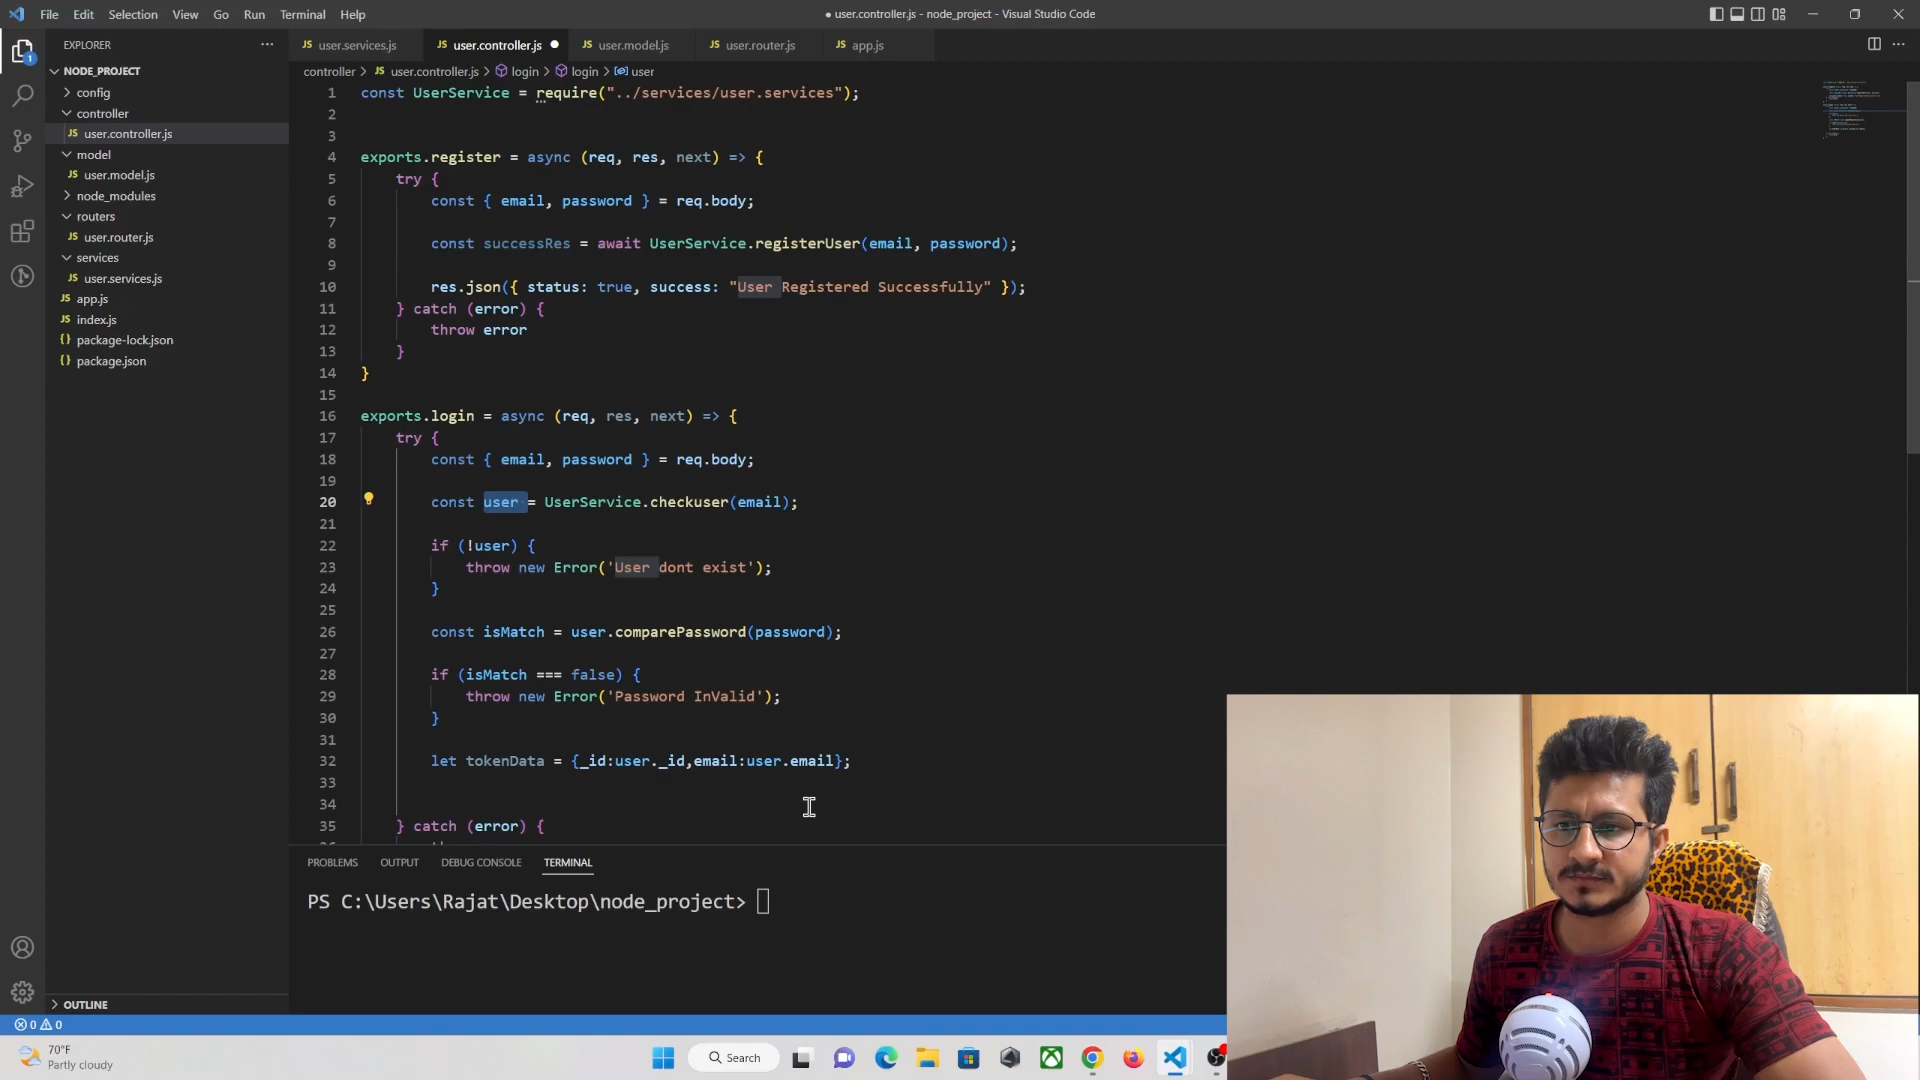 File Edit Selection View Go Run Terminal Help
● user.controller.js - node_project - Visual Studio Code
EXPLORER
NODE_PROJECT
config
controller
user.controller.js
model
user.model.js
node_modules
routers
user.router.js
services
user.services.js
app.js
index.js
package-lock.json
package.json
OUTLINE
user.services.js user.controller.js user.model.js user.router.js app.js
controller > JS user.controller.js > login > login > user
1 const UserService = require("../services/user.services");
2
3
4 exports.register = async (req, res, next) => {
5 try {
6 const { email, password } = req.body;
7
8 const successRes = await UserService.registerUser(email, password);
9
10 res.json({ status: true, success: "User Registered Successfully" });
11 } catch (error) {
12 throw error
13 }
14 }
15
16 exports.login = async (req, res, next) => {
17 try {
18 const { email, password } = req.body;
19
20 const user = UserService.checkuser(email);
21
22 if (!user) {
23 throw new Error('User dont exist');
24 }
25
26 const isMatch = user.comparePassword(password);
27
28 if (isMatch === false) {
29 throw new Error('Password InValid');
30 }
31
32 let tokenData = {_id:user._id,email:user.email};
33
34
35 } catch (error) {
PROBLEMS OUTPUT DEBUG CONSOLE TERMINAL
PS C:\Users\Rajat\Desktop\node_project>
0 0
70°F
Partly cloudy
Search